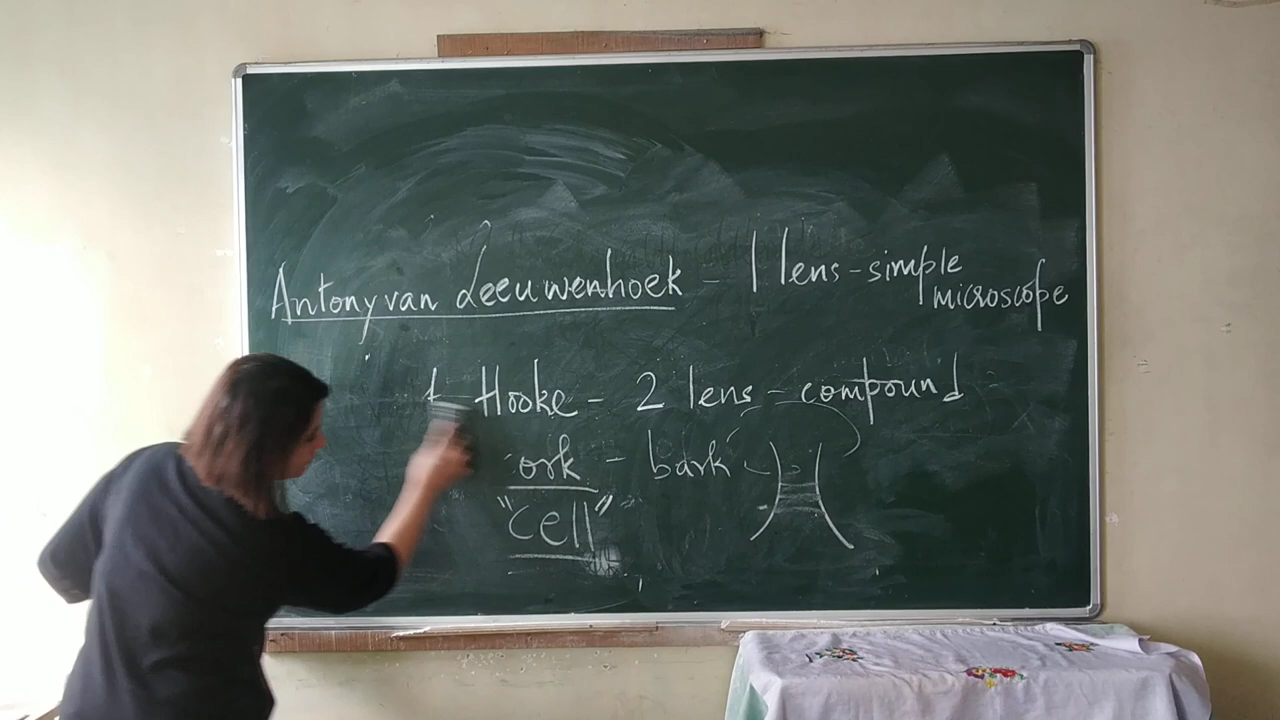 Antony van Leeuwenhoek - 1 lens - simple
microscope
t Hooke - 2 lens - compound
ork - bark
"cell"